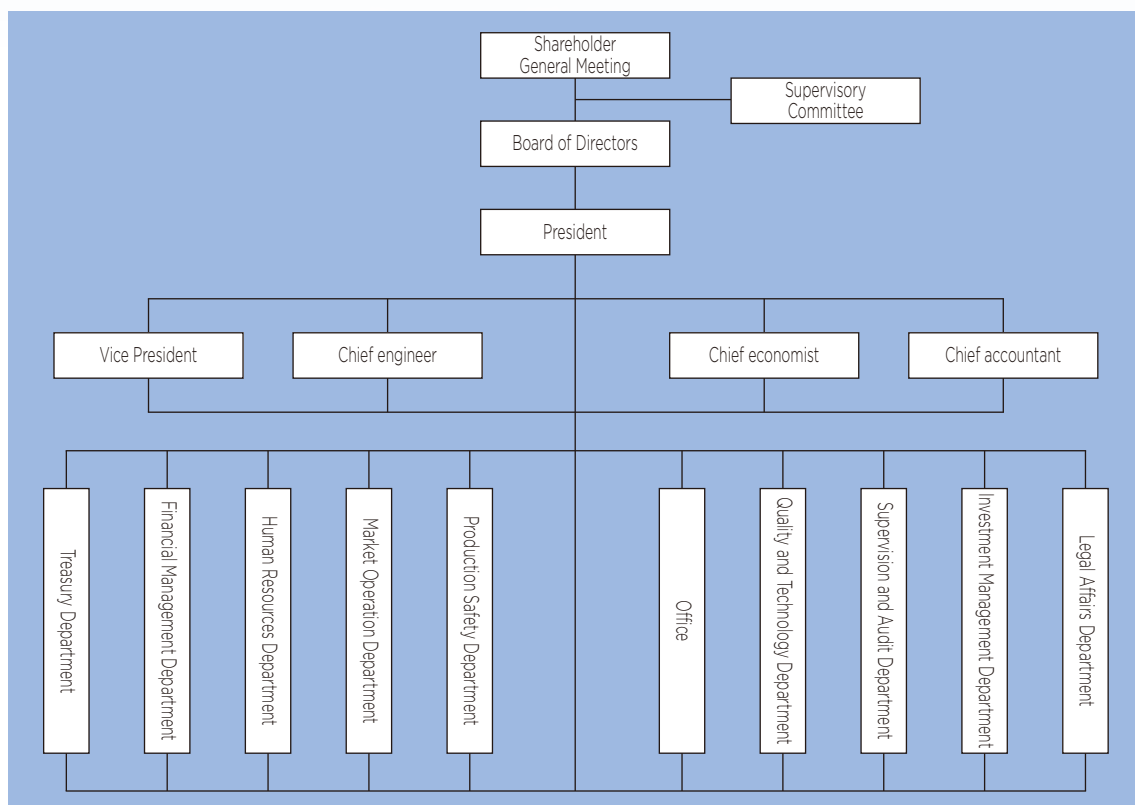 Shareholder
General Meeting
Supervisory
Committee
Board of Directors
President
Vice President
Chief engineer
Chief economist
Chief accountant
Treasury Department
Financial Management Department
Human Resources Department
Market Operation Department
Production Safety Department
Office
Quality and Technology Department
Supervision and Audit Department
Investment Management Department
Legal Affairs Department